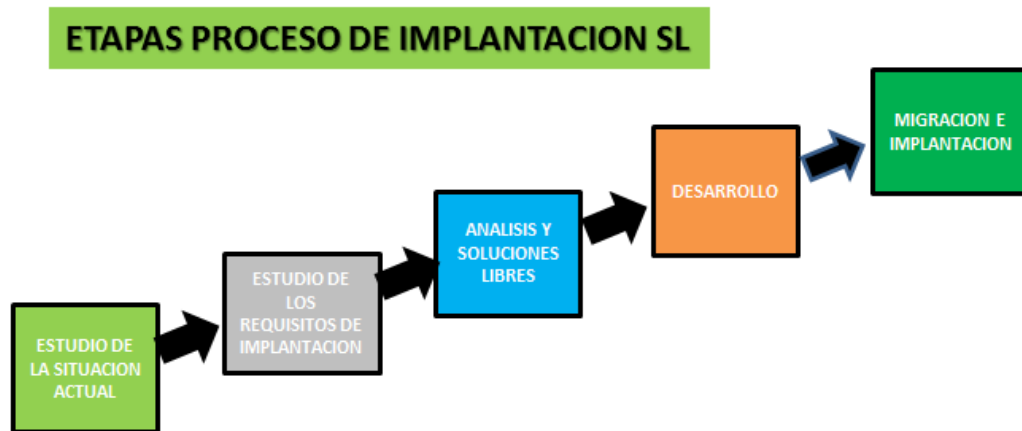 ETAPAS PROCESO DE IMPLANTACION SL
ESTUDIO DE
LA SITUACION
ACTUAL
ESTUDIO DE
LOS
REQUISITOS DE
IMPLANTACION
ANALISIS Y
SOLUCIONES
LIBRES
DESARROLLO
MIGRACION E
IMPLANTACION